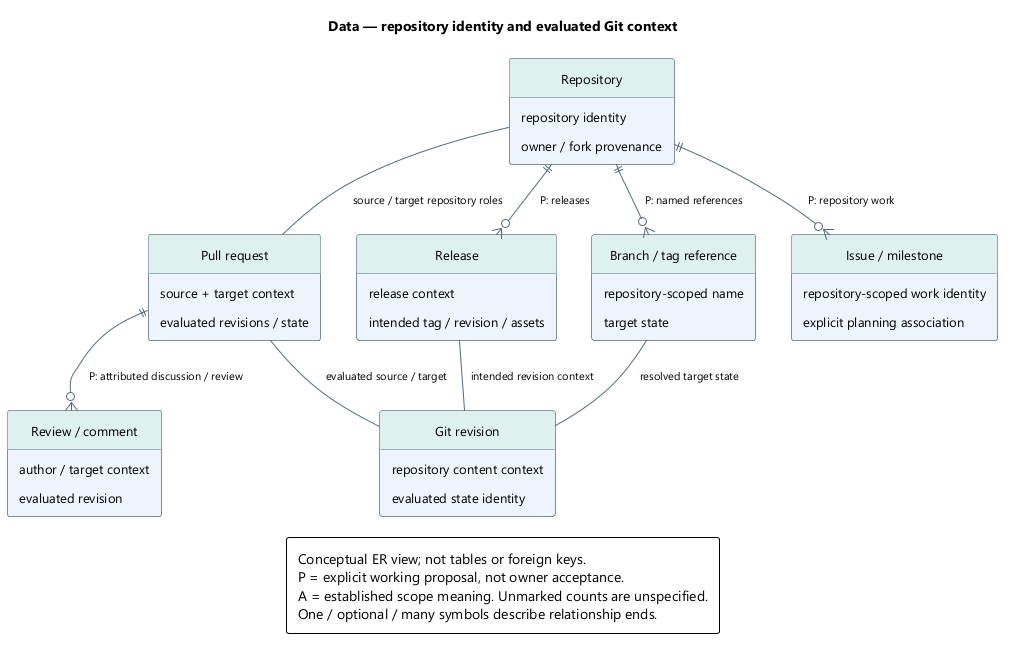 Data — repository identity and evaluated Git context
Repository
repository identity
owner / fork provenance
source / target repository roles
P: releases
P: named references
P: repository work
Pull request
source + target context
evaluated revisions / state
Release
release context
intended tag / revision / assets
Branch / tag reference
repository-scoped name
target state
Issue / milestone
repository-scoped work identity
explicit planning association
P: attributed discussion / review
evaluated source / target
intended revision context
resolved target state
Review / comment
author / target context
evaluated revision
Git revision
repository content context
evaluated state identity
Conceptual ER view; not tables or foreign keys.
P = explicit working proposal, not owner acceptance.
A = established scope meaning. Unmarked counts are unspecified.
One / optional / many symbols describe relationship ends.